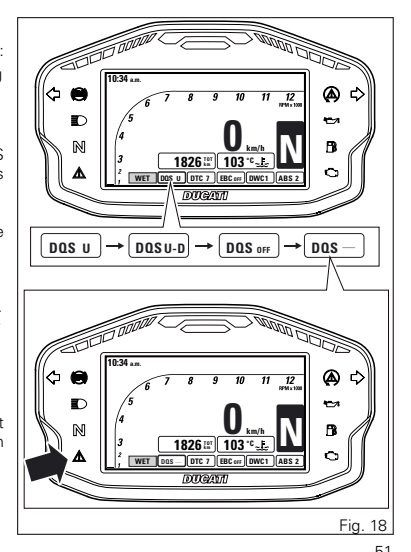 :
g
S
s
e
t
n
10:34 a.m.
1 2 3 4 5 6 7 8 9 10 11 12
RPM x 1000
0 km/h
N
N
1826 TOT km
103 °C
WET DQS U DTC 7 EBC OFF DWC1 ABS 2
DUCATI
DQS U → DQS U-D → DQS OFF → DQS —
10:34 a.m.
1 2 3 4 5 6 7 8 9 10 11 12
RPM x 1000
0 km/h
N
N
1826 TOT km
103 °C
WET DQS — DTC 7 EBC OFF DWC1 ABS 2
DUCATI
Fig. 18
51